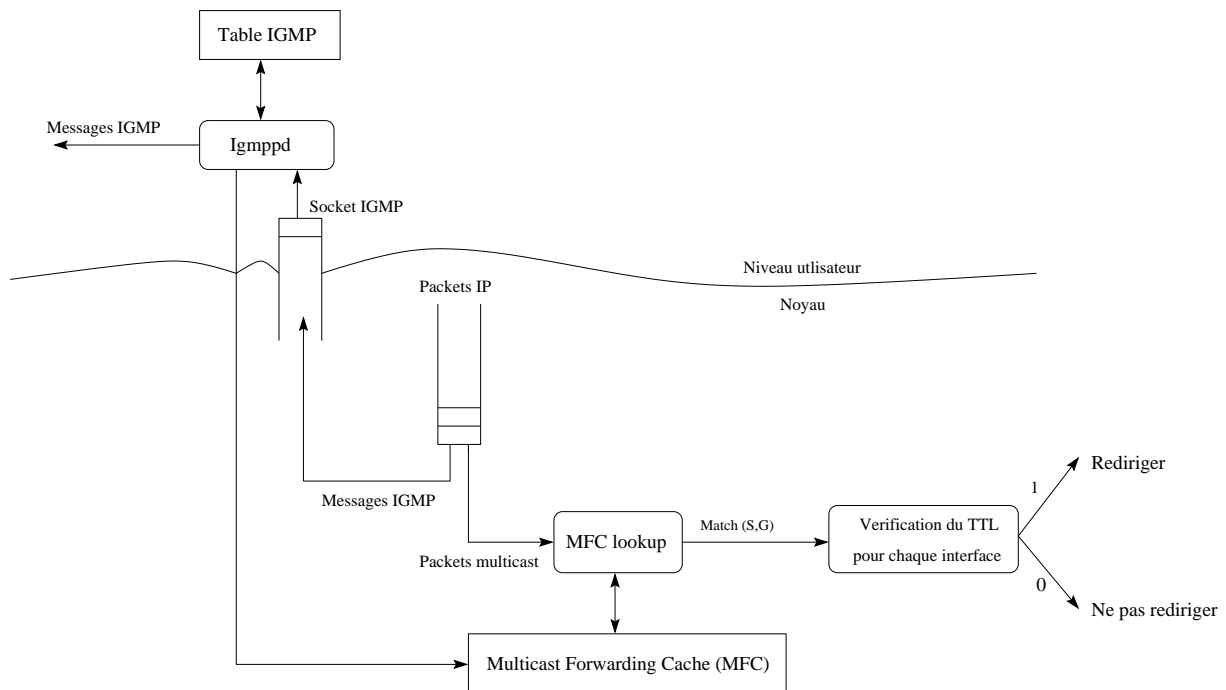 Table IGMP
Messages IGMP
Igmppd
Socket IGMP
Niveau utlisateur
Packets IP
Noyau
Rediriger
1
Messages IGMP
Match (S,G)
Verification du TTL
MFC lookup
pour chaque interface
Packets multicast
0
Ne pas rediriger
Multicast Forwarding Cache (MFC)